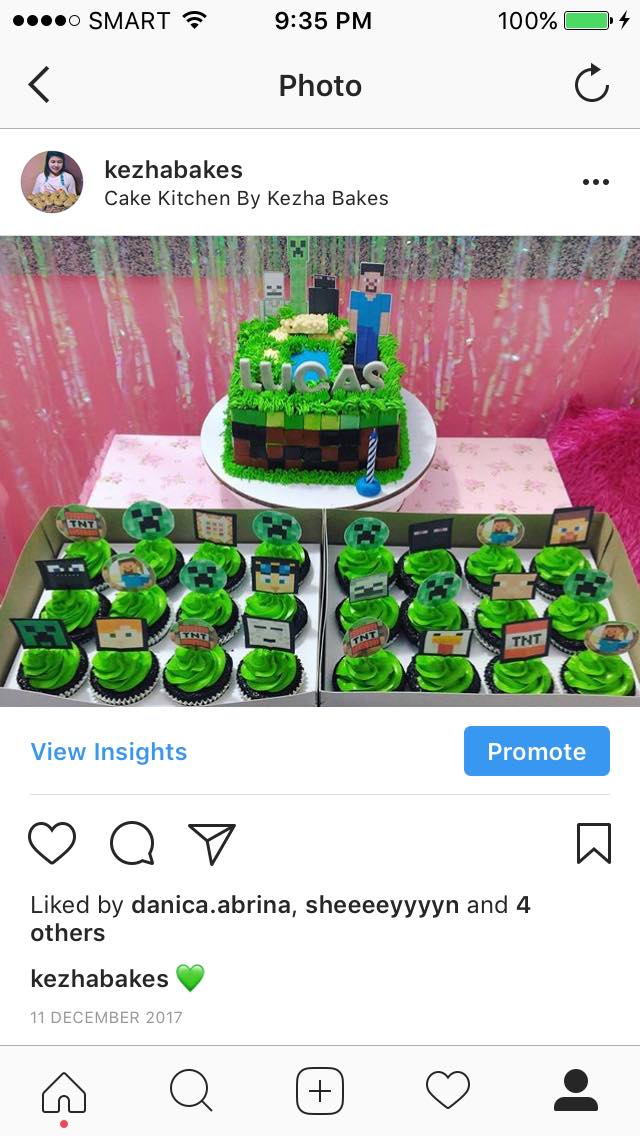 SMART 9:35 PM 100%
Photo
kezhabakes
Cake Kitchen By Kezha Bakes
LUCAS
TNT
TNT
TNT
TNT
View Insights Promote
Liked by danica.abrina, sheeeeyyyyn and 4
others
kezhabakes 💚
11 DECEMBER 2017